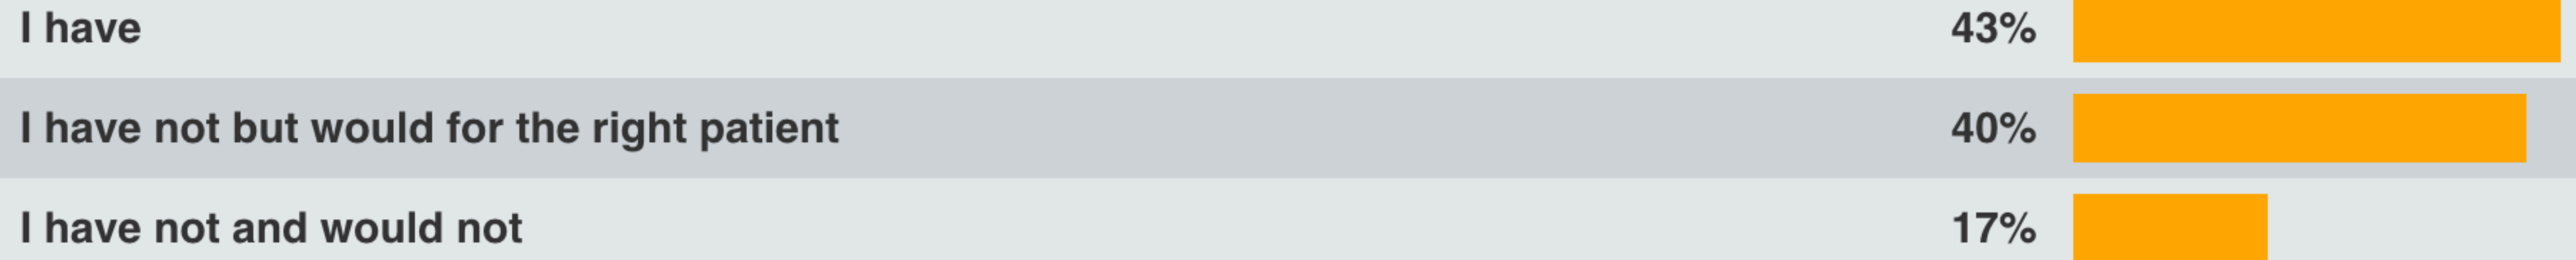 I have 43%
I have not but would for the right patient 40%
I have not and would not 17%